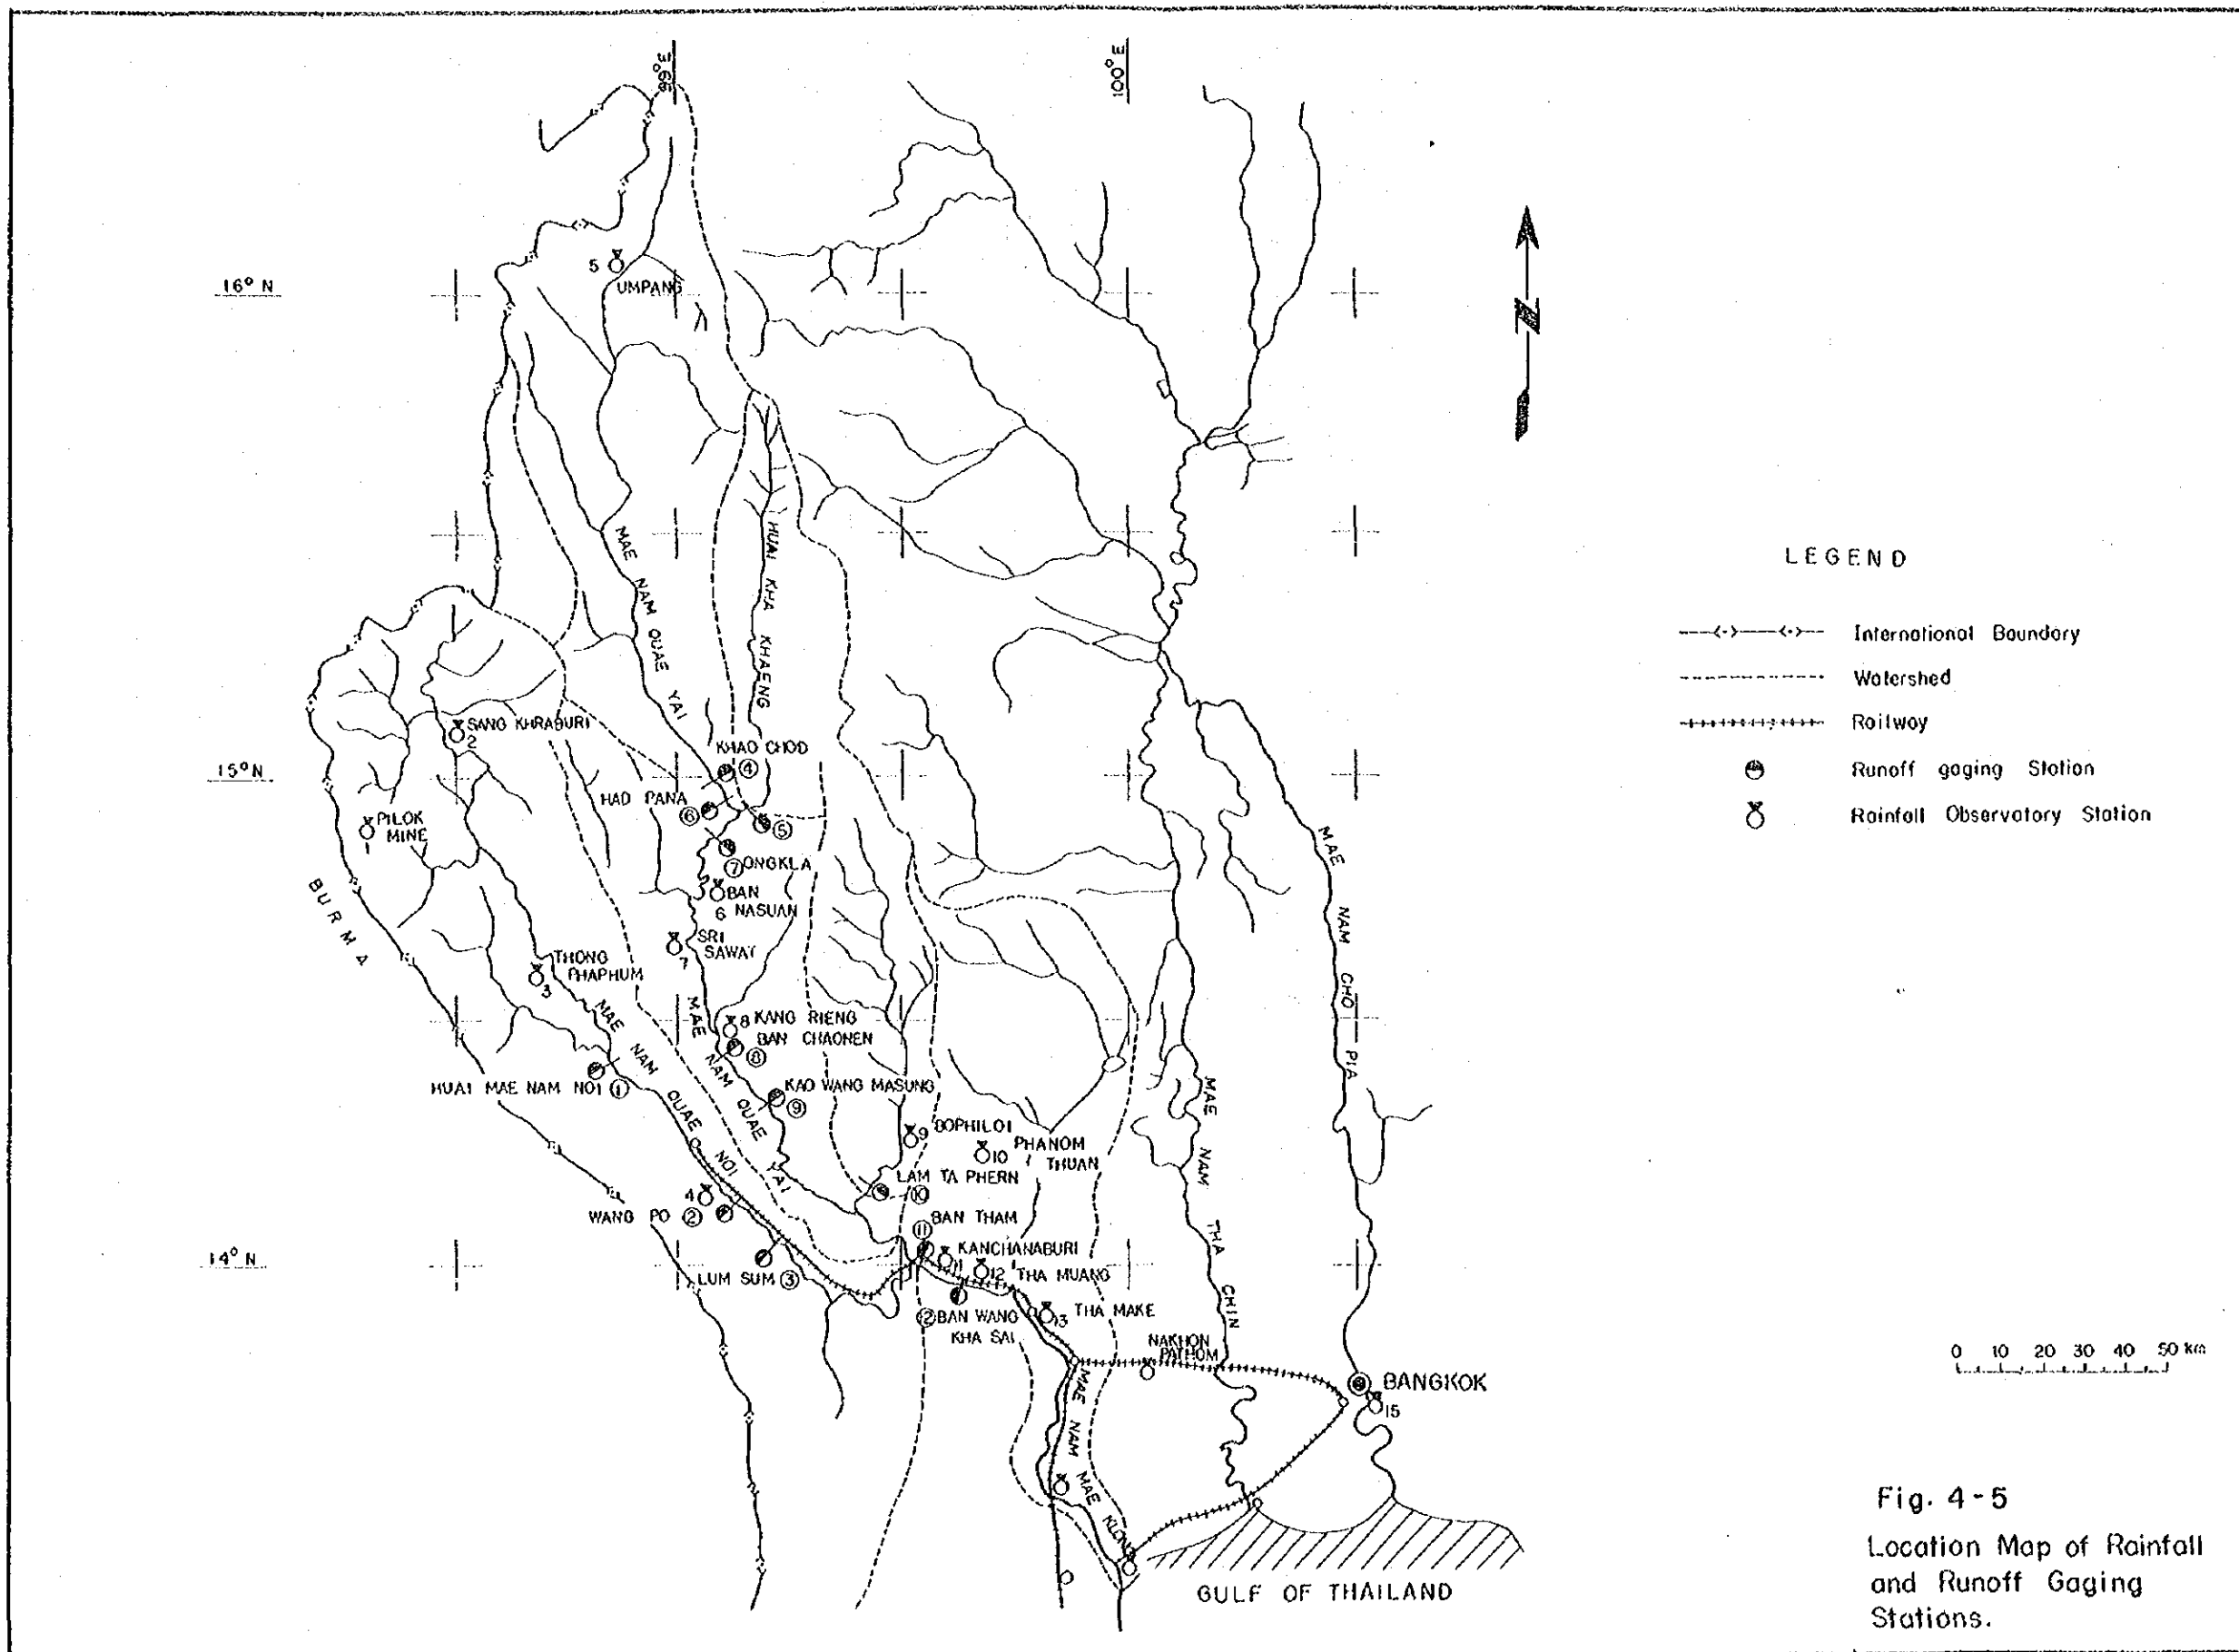 99°E
100°E
16° N
5
UMPANG
MAE NAM QUAE YAI
HUAI KHA KHAENG
SANG KHRABURI
2
KHAO CHOD
④
15° N
HAD PANA
⑥
⑤
PILOK
MINE
1
⑦ ONGKLA
BAN
6 NASUAN
BURMA
SRI
SAWAT
7
THONG
PHAPHUM
3
MAE NAM QUAE NOI
MAE NAM QUAE YAI
8 KANG RIENG
BAN CHAONEN
⑧
HUAI MAE NAM NOI ①
KAO WANG MASUNG
⑨
9 BOPHILOI
10 PHANOM
THUAN
LAM TA PHERN
⑩
4
WANG PO ②
BAN THAM
⑪
14° N
KANCHANABURI
11
LUM SUM ③
12 THA MUANG
⑫ BAN WANG
KHA SAI
13 THA MAKE
NAKHON
PATHOM
MAE NAM MAE KLONG
MAE NAM THA CHIN
MAE NAM CHO PIA
BANGKOK
15
GULF OF THAILAND
N
LEGEND
International Boundary
Watershed
Railway
Runoff gaging Station
Rainfall Observatory Station
0 10 20 30 40 50 km
Fig. 4-5
Location Map of Rainfall
and Runoff Gaging
Stations.